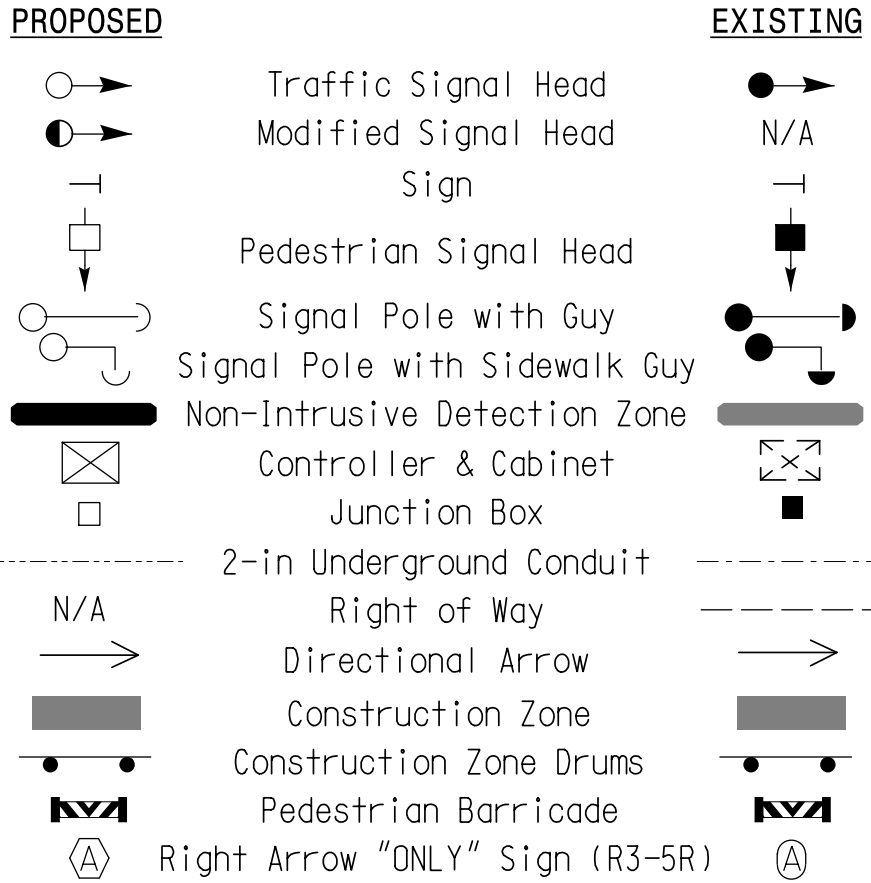 PROPOSED EXISTING
Traffic Signal Head
Modified Signal Head N/A
Sign
Pedestrian Signal Head
Signal Pole with Guy
Signal Pole with Sidewalk Guy
Non-Intrusive Detection Zone
Controller & Cabinet
Junction Box
2-in Underground Conduit
N/A Right of Way
Directional Arrow
Construction Zone
Construction Zone Drums
Pedestrian Barricade
A Right Arrow "ONLY" Sign (R3-5R) A